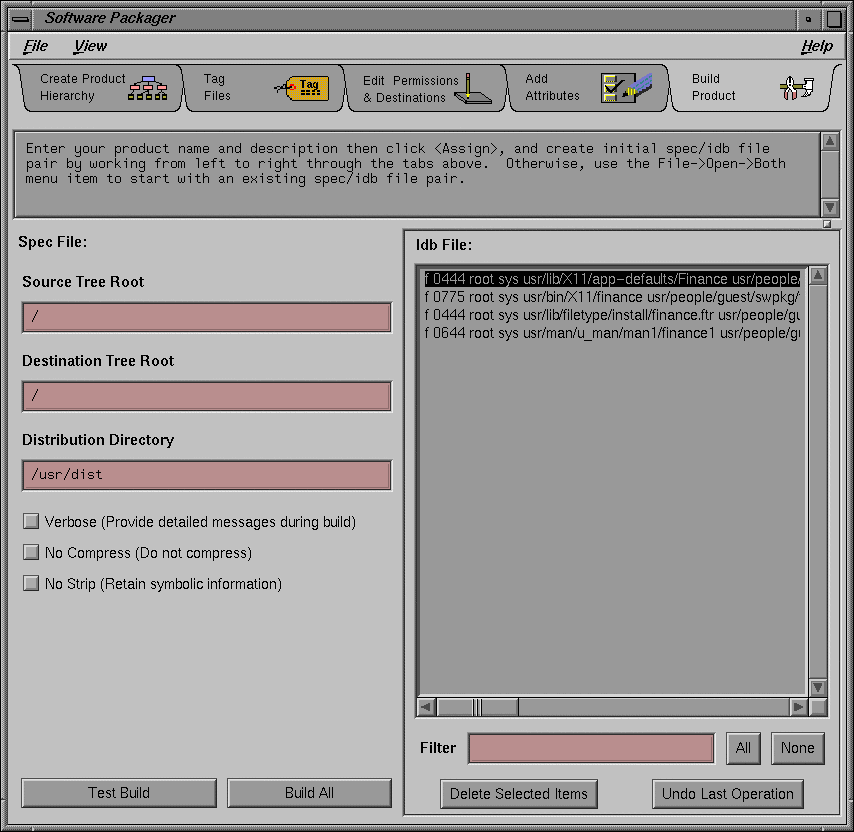 Software Packager
File View Help
Create Product Hierarchy
Tag Files
Tag
Edit Permissions & Destinations
Add Attributes
Build Product
Enter your product name and description then click <Assign>, and create initial spec/idb file
pair by working from left to right through the tabs above. Otherwise, use the File->Open->Both
menu item to start with an existing spec/idb file pair.
Spec File:
Source Tree Root
/
Destination Tree Root
/
Distribution Directory
/usr/dist
Verbose (Provide detailed messages during build)
No Compress (Do not compress)
No Strip (Retain symbolic information)
Test Build
Build All
Idb File:
f 0444 root sys usr/lib/X11/app-defaults/Finance usr/people/
f 0775 root sys usr/bin/X11/finance usr/people/guest/swpkg/
f 0444 root sys usr/lib/filetype/install/finance.ftr usr/people/gu
f 0644 root sys usr/man/u_man/man1/finance1 usr/people/gu
Filter
All
None
Delete Selected Items
Undo Last Operation